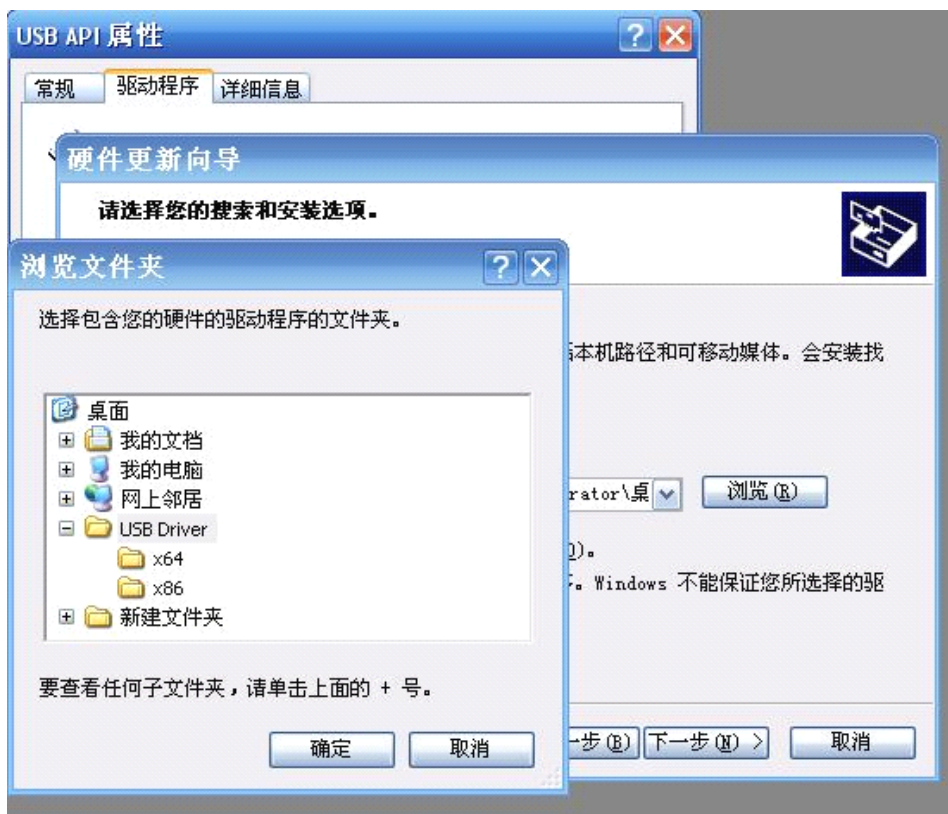 USB API 属性
常规 驱动程序 详细信息
硬件更新向导
请选择您的搜索和安装选项。
浏览文件夹
选择包含您的硬件的驱动程序的文件夹。
本机路径和可移动媒体。会安装找
桌面
我的文档
我的电脑
网上邻居
USB Driver
x64
x86
新建文件夹
rator\桌 浏览(R)
)。
。Windows 不能保证您所选择的驱
要查看任何子文件夹，请单击上面的 + 号。
确定 取消
一步(B) 下一步(N) > 取消